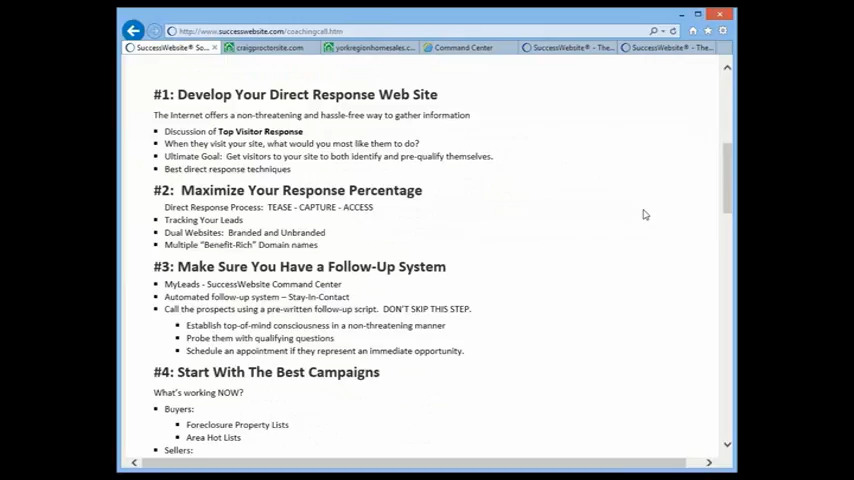 http://www.successwebsite.com/coachingcall.htm
SuccessWebsite® So...
craigproctorsite.com
yorkregionhomesales.c...
Command Center
SuccessWebsite® - The...
SuccessWebsite® - The...
#1: Develop Your Direct Response Web Site
The Internet offers a non-threatening and hassle-free way to gather information
Discussion of Top Visitor Response
When they visit your site, what would you most like them to do?
Ultimate Goal: Get visitors to your site to both identify and pre-qualify themselves.
Best direct response techniques
#2: Maximize Your Response Percentage
Direct Response Process: TEASE - CAPTURE - ACCESS
Tracking Your Leads
Dual Websites: Branded and Unbranded
Multiple “Benefit-Rich” Domain names
#3: Make Sure You Have a Follow-Up System
MyLeads - SuccessWebsite Command Center
Automated follow-up system – Stay-In-Contact
Call the prospects using a pre-written follow-up script. DON'T SKIP THIS STEP.
Establish top-of-mind consciousness in a non-threatening manner
Probe them with qualifying questions
Schedule an appointment if they represent an immediate opportunity.
#4: Start With The Best Campaigns
What's working NOW?
Buyers:
Foreclosure Property Lists
Area Hot Lists
Sellers: